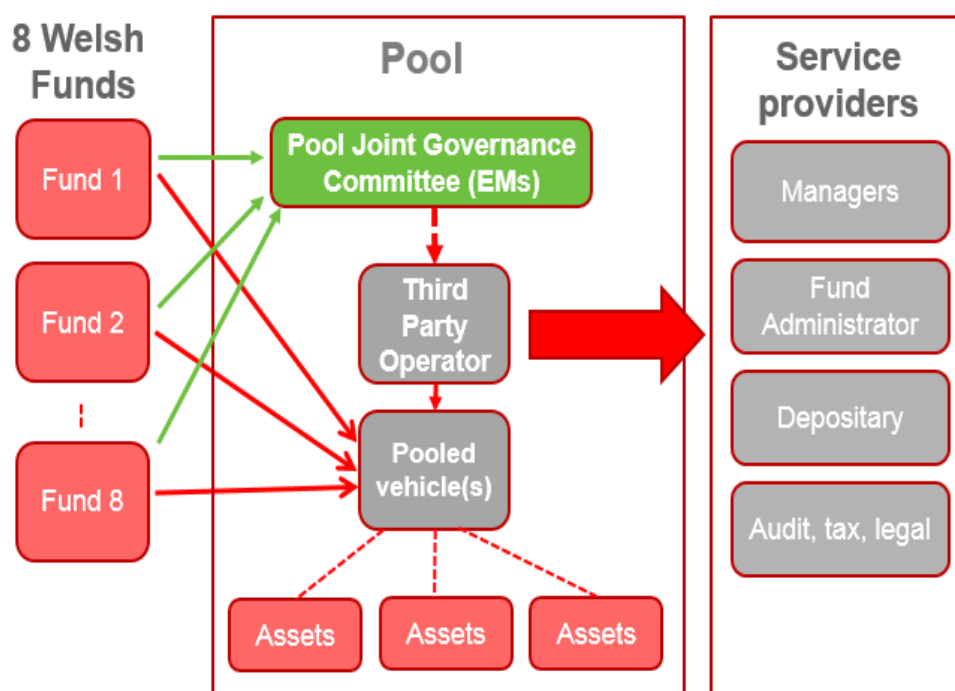 8 Welsh
Funds
Fund 1
Fund 2
Fund 8
Pool
Pool Joint Governance
Committee (EMs)
Third
Party
Operator
Pooled
vehicle(s)
Assets
Assets
Assets
Service
providers
Managers
Fund
Administrator
Depositary
Audit, tax, legal